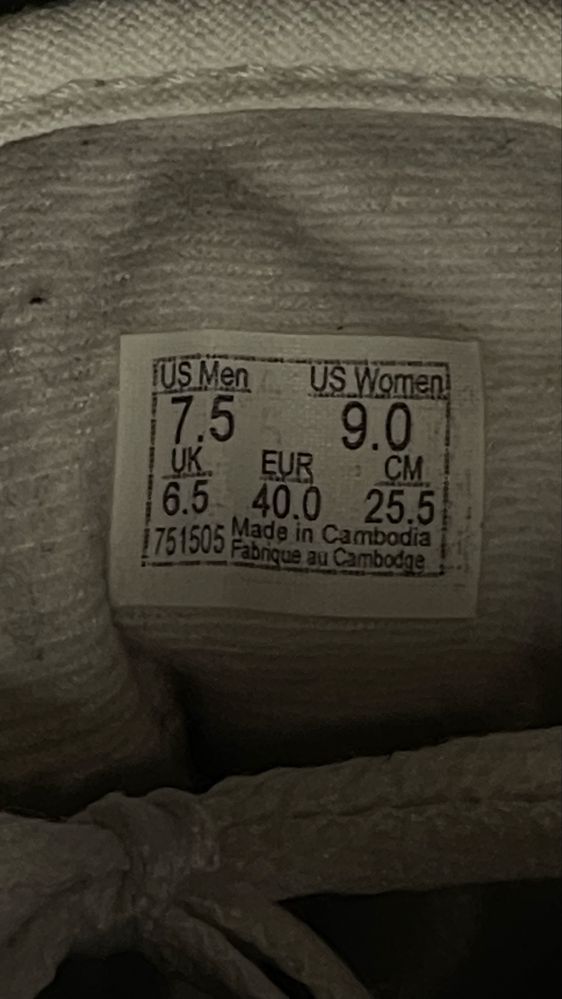 US Men US Women
7.5 9.0
UK EUR CM
6.5 40.0 25.5
751505 Made in Cambodia
Fabrique au Cambodge